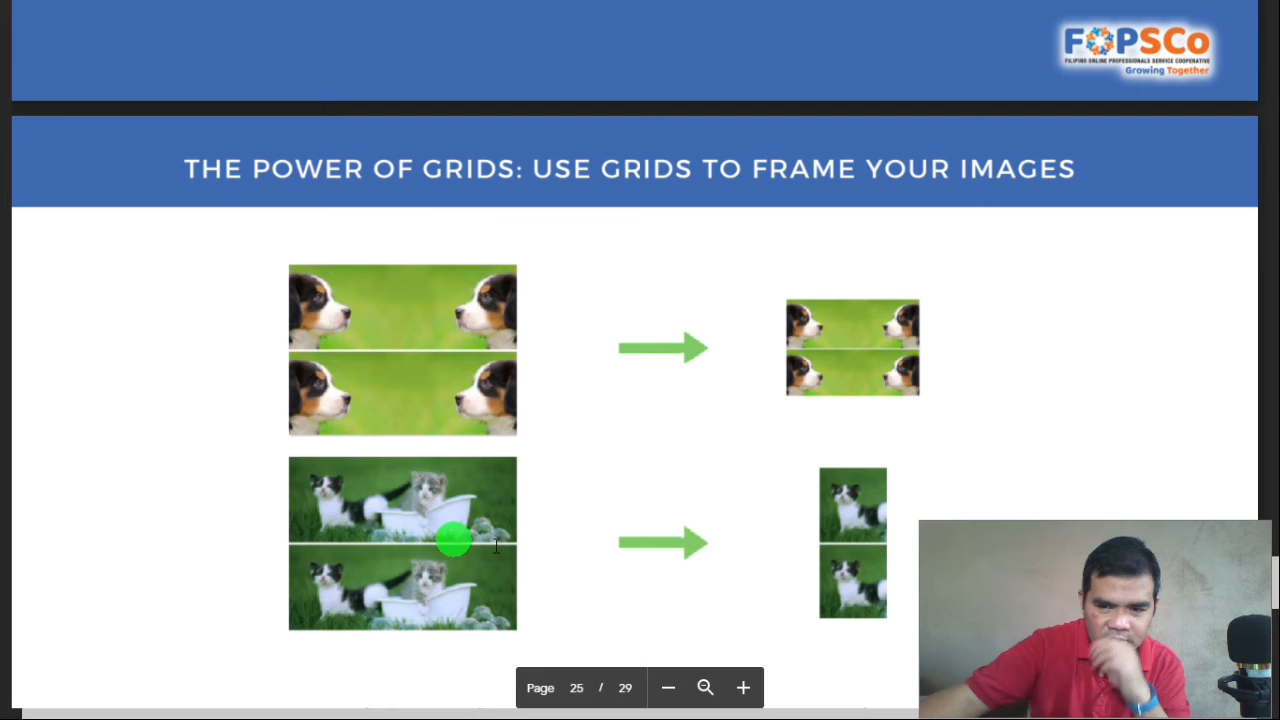 FOPSCo
FILIPINO ONLINE PROFESSIONALS SERVICE COOPERATIVE
Growing Together
THE POWER OF GRIDS: USE GRIDS TO FRAME YOUR IMAGES
Page 25 / 29